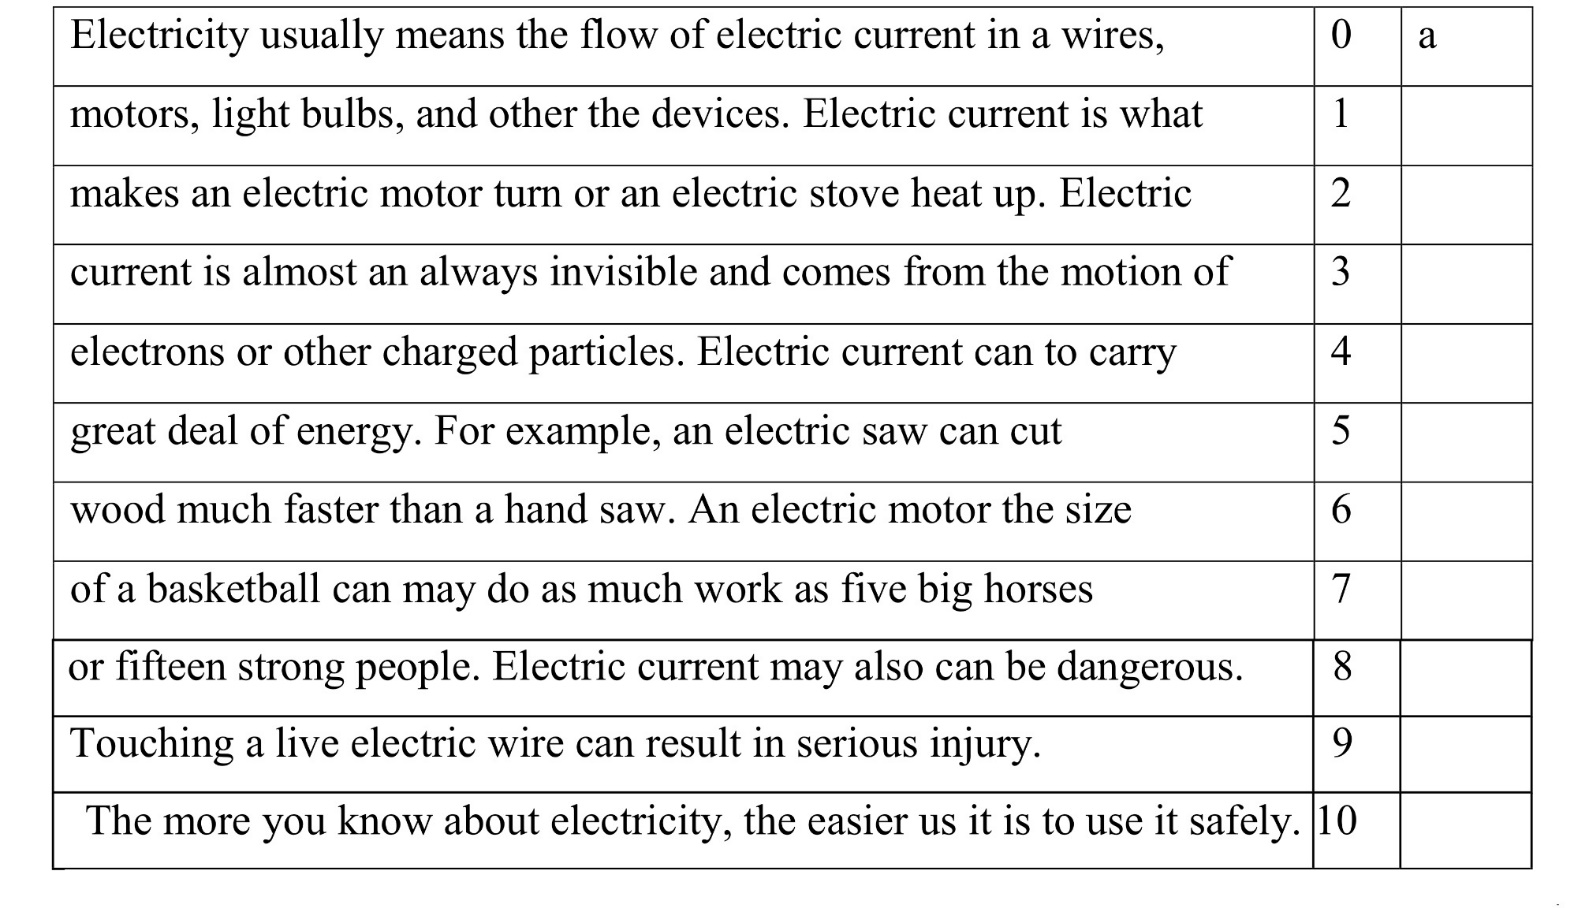 Electricity usually means the flow of electric current in a wires, 0 a
motors, light bulbs, and other the devices. Electric current is what 1
makes an electric motor turn or an electric stove heat up. Electric 2
current is almost an always invisible and comes from the motion of 3
electrons or other charged particles. Electric current can to carry 4
great deal of energy. For example, an electric saw can cut 5
wood much faster than a hand saw. An electric motor the size 6
of a basketball can may do as much work as five big horses 7
or fifteen strong people. Electric current may also can be dangerous. 8
Touching a live electric wire can result in serious injury. 9
The more you know about electricity, the easier us it is to use it safely. 10